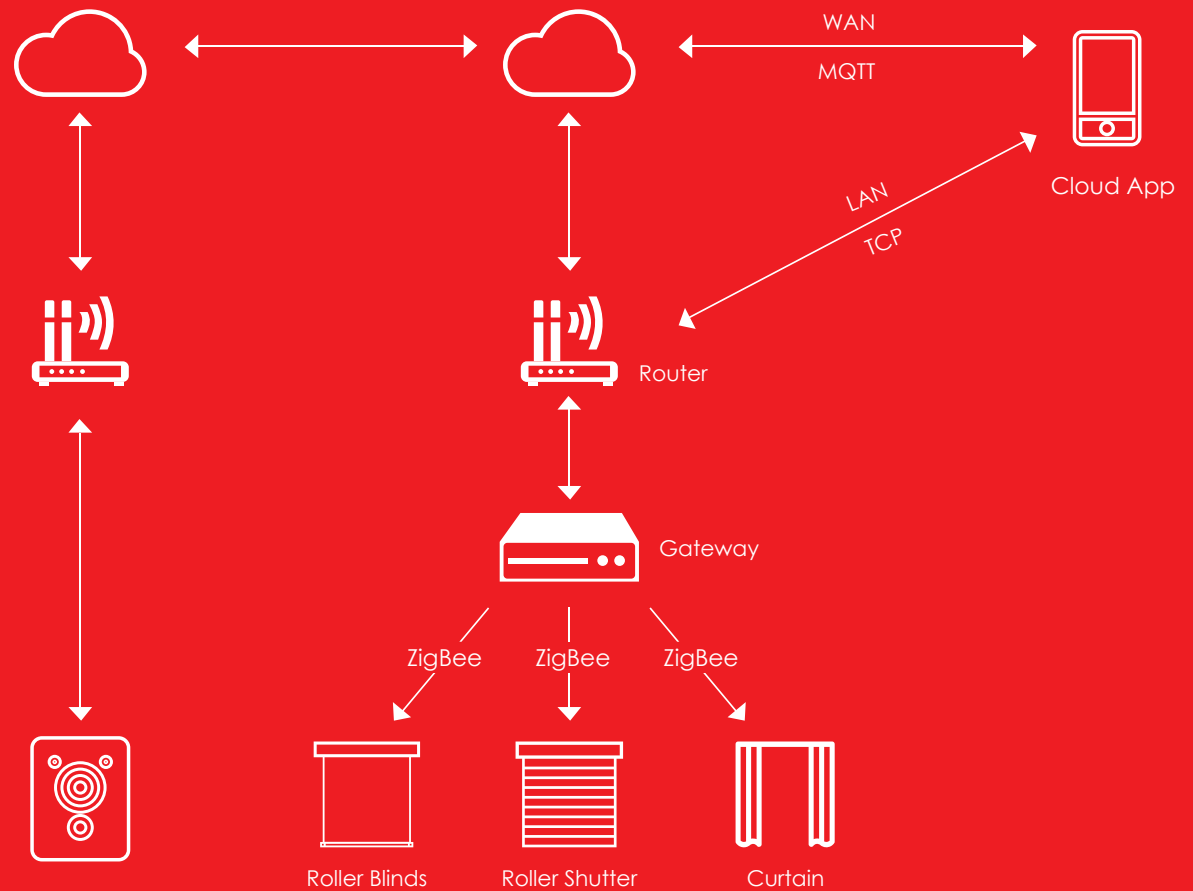 WAN
MQTT
Cloud App
LAN
TCP
Router
Gateway
ZigBee ZigBee ZigBee
Roller Blinds Roller Shutter Curtain